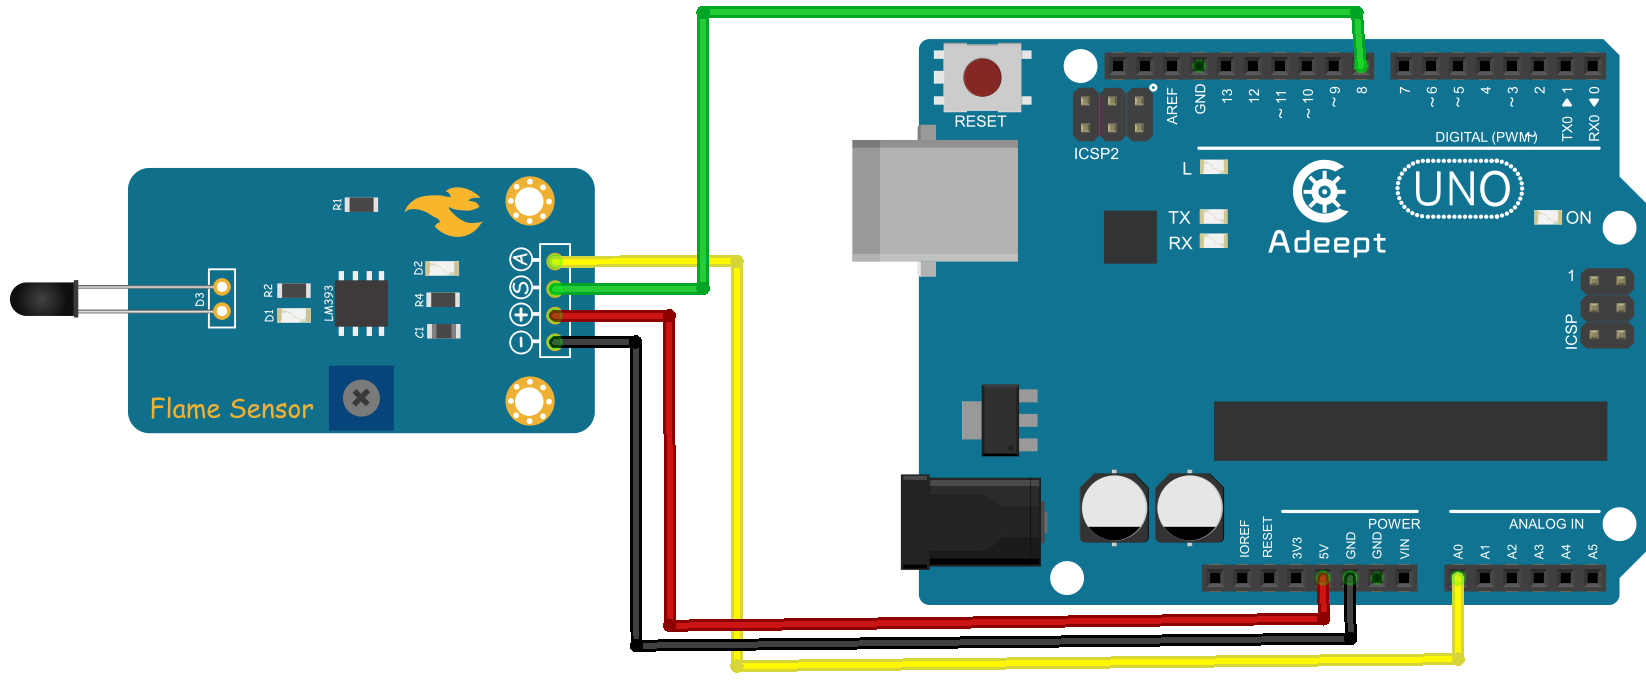 RESET
ICSP2
AREF
GND
13
12
~11
~10
~9
8
7
~6
~5
4
~3
2
TX0 ▶ 1
RX0 ◀ 0
DIGITAL (PWM~)
L
TX
RX
Adeept
UNO
ON
1
ICSP
R1
D2
R2
D1
D3
LM393
R4
C1
A
S
+
−
Flame Sensor
POWER
ANALOG IN
IOREF
RESET
3V3
5V
GND
GND
VIN
A0
A1
A2
A3
A4
A5